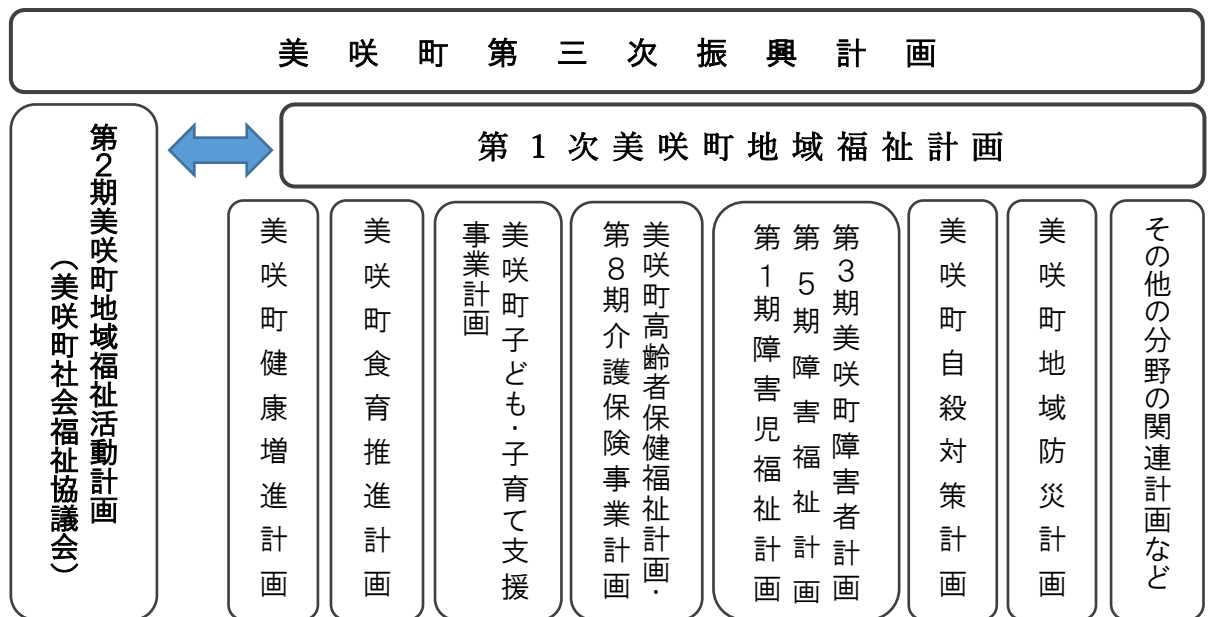 美咲町第三次振興計画
第2期美咲町地域福祉活動計画
（美咲町社会福祉協議会）
第1次美咲町地域福祉計画
美咲町健康増進計画
美咲町食育推進計画
美咲町子ども・子育て支援
事業計画
美咲町高齢者保健福祉計画・
第8期介護保険事業計画
第3期美咲町障害者計画
第5期障害福祉計画
第1期障害児福祉計画
美咲町自殺対策計画
美咲町地域防災計画
その他の分野の関連計画など